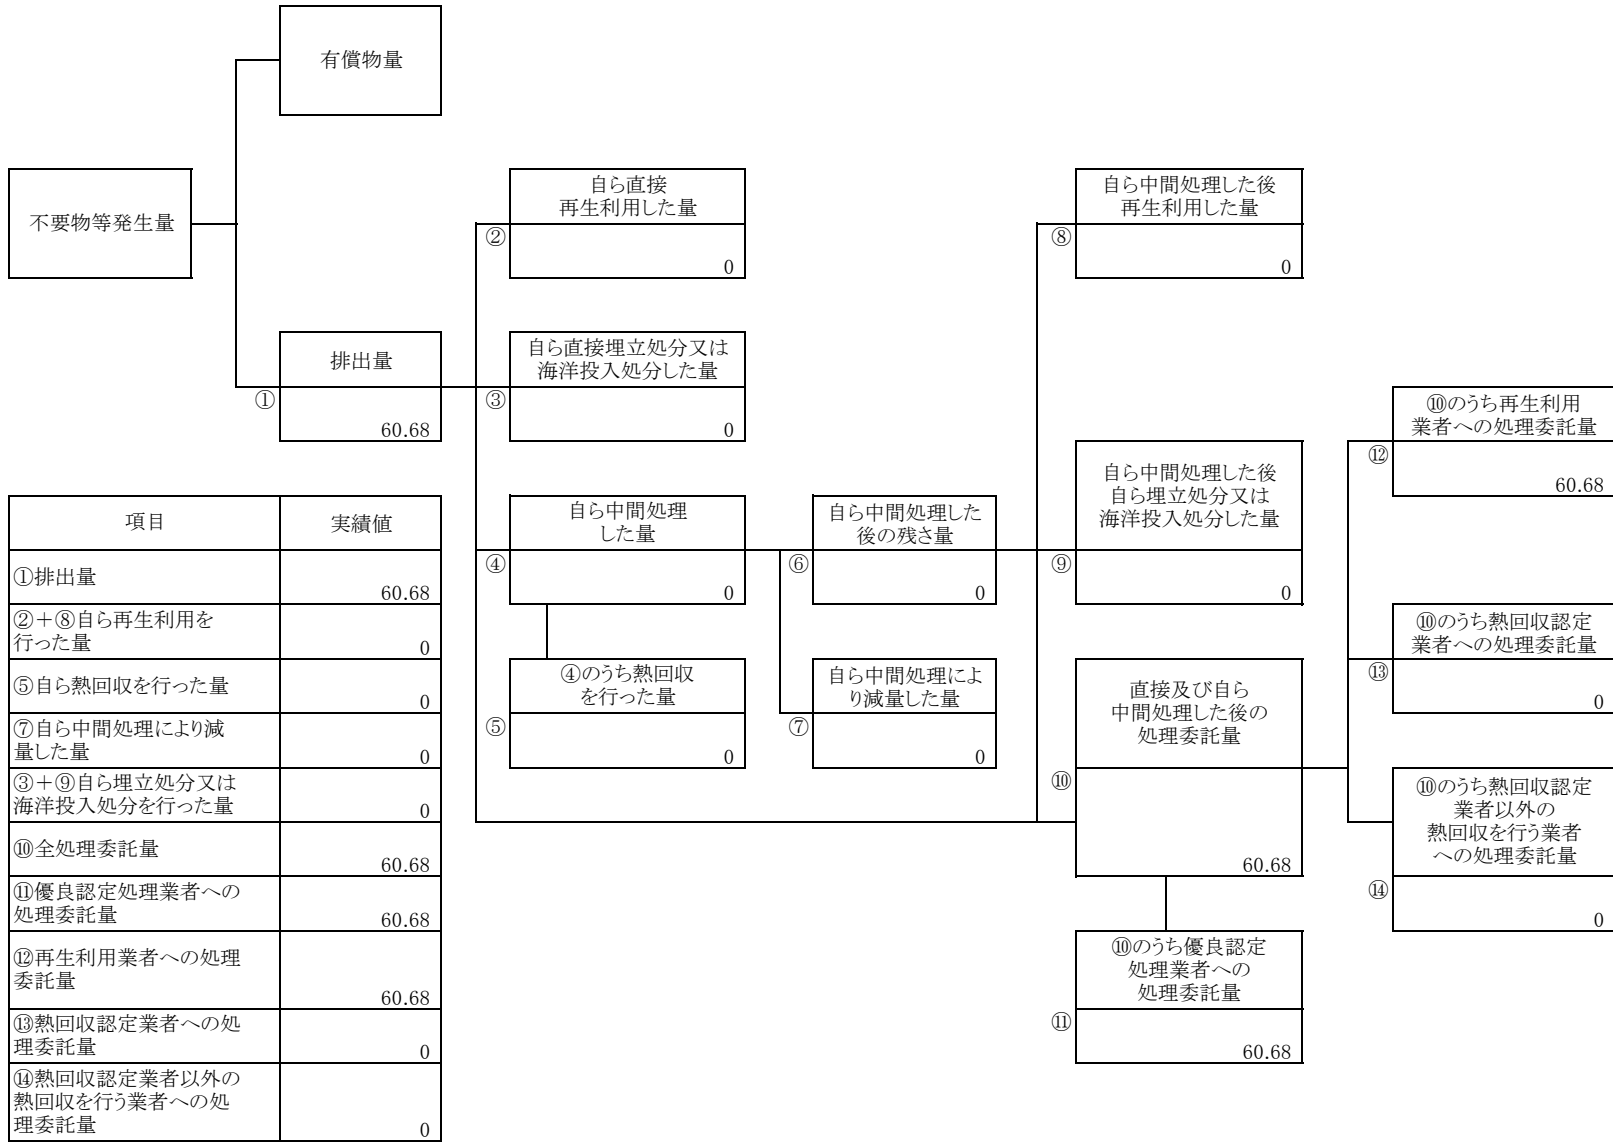 有償物量
不要物等発生量
自ら直接
再生利用した量
②
0
自ら中間処理した後
再生利用した量
⑧
0
排出量
①
60.68
自ら直接埋立処分又は
海洋投入処分した量
③
0
⑩のうち再生利用
業者への処理委託量
⑫
60.68
自ら中間処理
した量
④
0
自ら中間処理した
後の残さ量
⑥
0
自ら中間処理した後
自ら埋立処分又は
海洋投入処分した量
⑨
0
⑩のうち熱回収認定
業者への処理委託量
⑬
0
④のうち熱回収
を行った量
⑤
0
自ら中間処理によ
り減量した量
⑦
0
直接及び自ら
中間処理した後の
処理委託量
⑩
60.68
⑩のうち熱回収認定
業者以外の
熱回収を行う業者
への処理委託量
⑭
0
⑩のうち優良認定
処理業者への
処理委託量
⑪
60.68
項目
実績値
①排出量
60.68
②+⑧自ら再生利用を
行った量
0
⑤自ら熱回収を行った量
0
⑦自ら中間処理により減
量した量
0
③+⑨自ら埋立処分又は
海洋投入処分を行った量
0
⑩全処理委託量
60.68
⑪優良認定処理業者への
処理委託量
60.68
⑫再生利用業者への処理
委託量
60.68
⑬熱回収認定業者への処
理委託量
0
⑭熱回収認定業者以外の
熱回収を行う業者への処
理委託量
0